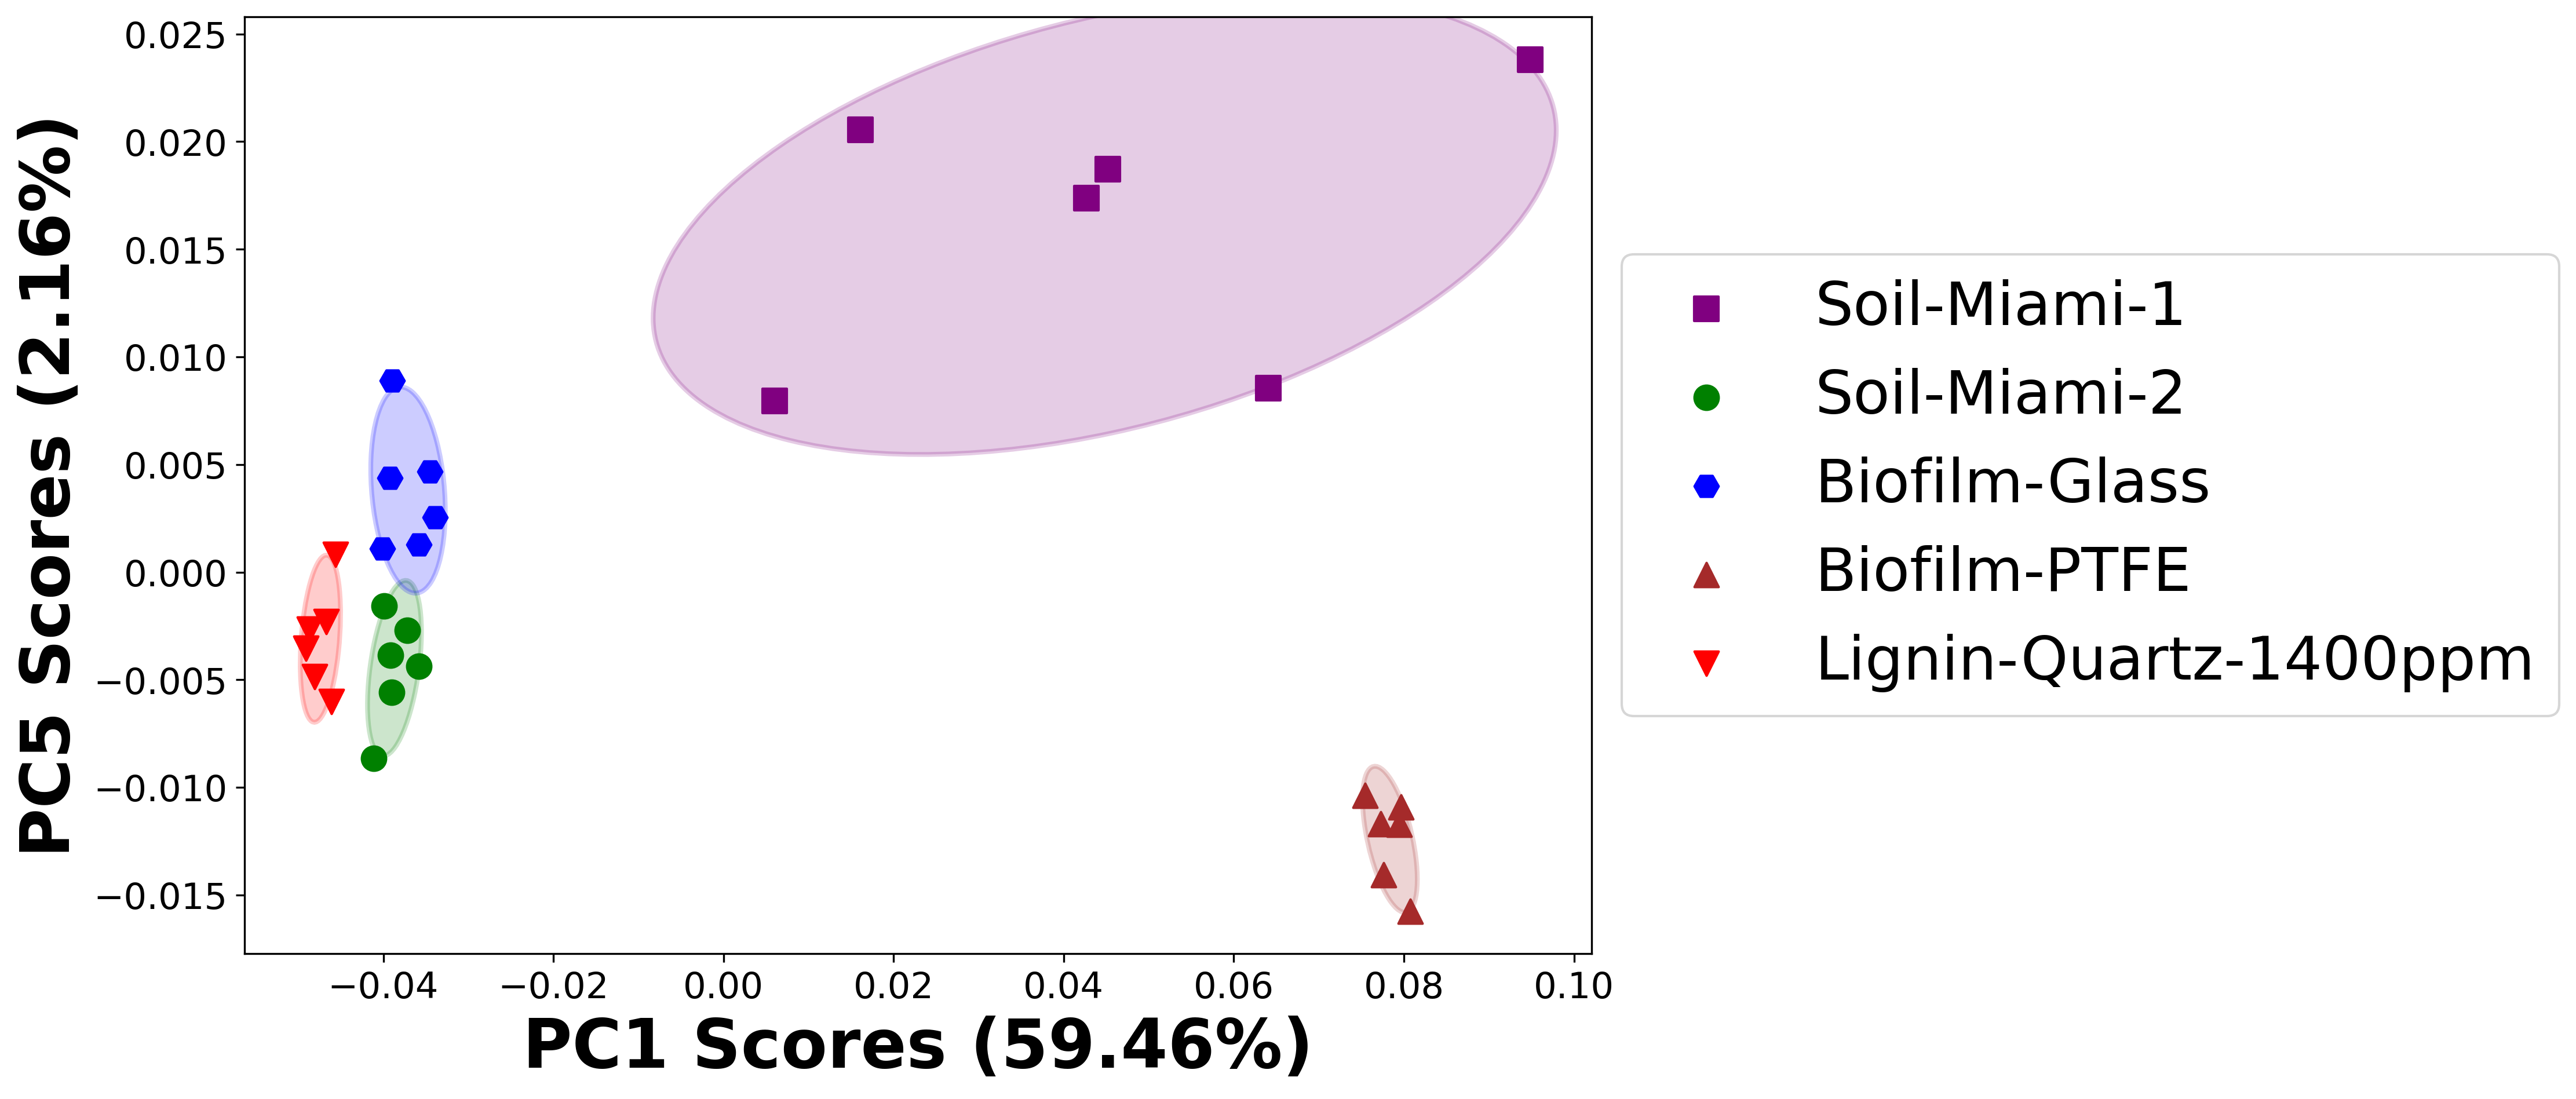 PC5 Scores (2.16%)
0.025
0.020
0.015
0.010
0.005
0.000
−0.005
−0.010
−0.015
−0.04
−0.02
0.00
0.02
0.04
0.06
0.08
0.10
PC1 Scores (59.46%)
Soil-Miami-1
Soil-Miami-2
Biofilm-Glass
Biofilm-PTFE
Lignin-Quartz-1400ppm